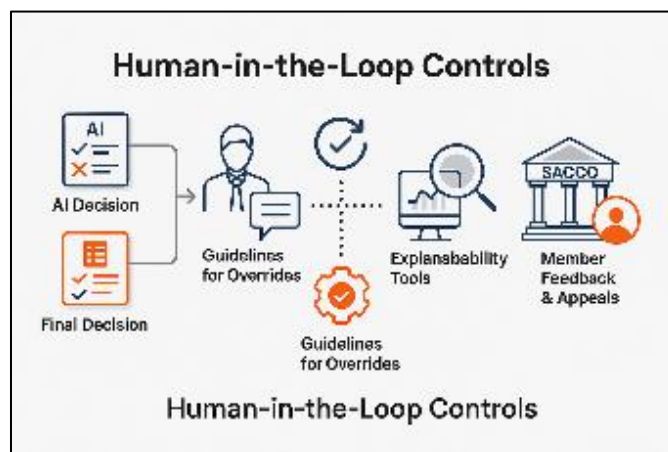 Human-in-the-Loop Controls
AI
AI Decision
Final Decision
Guidelines
for Overrides
Guidelines
for Overrides
Explanabability
Tools
SACCO
Member
Feedback
& Appeals
Human-in-the-Loop Controls